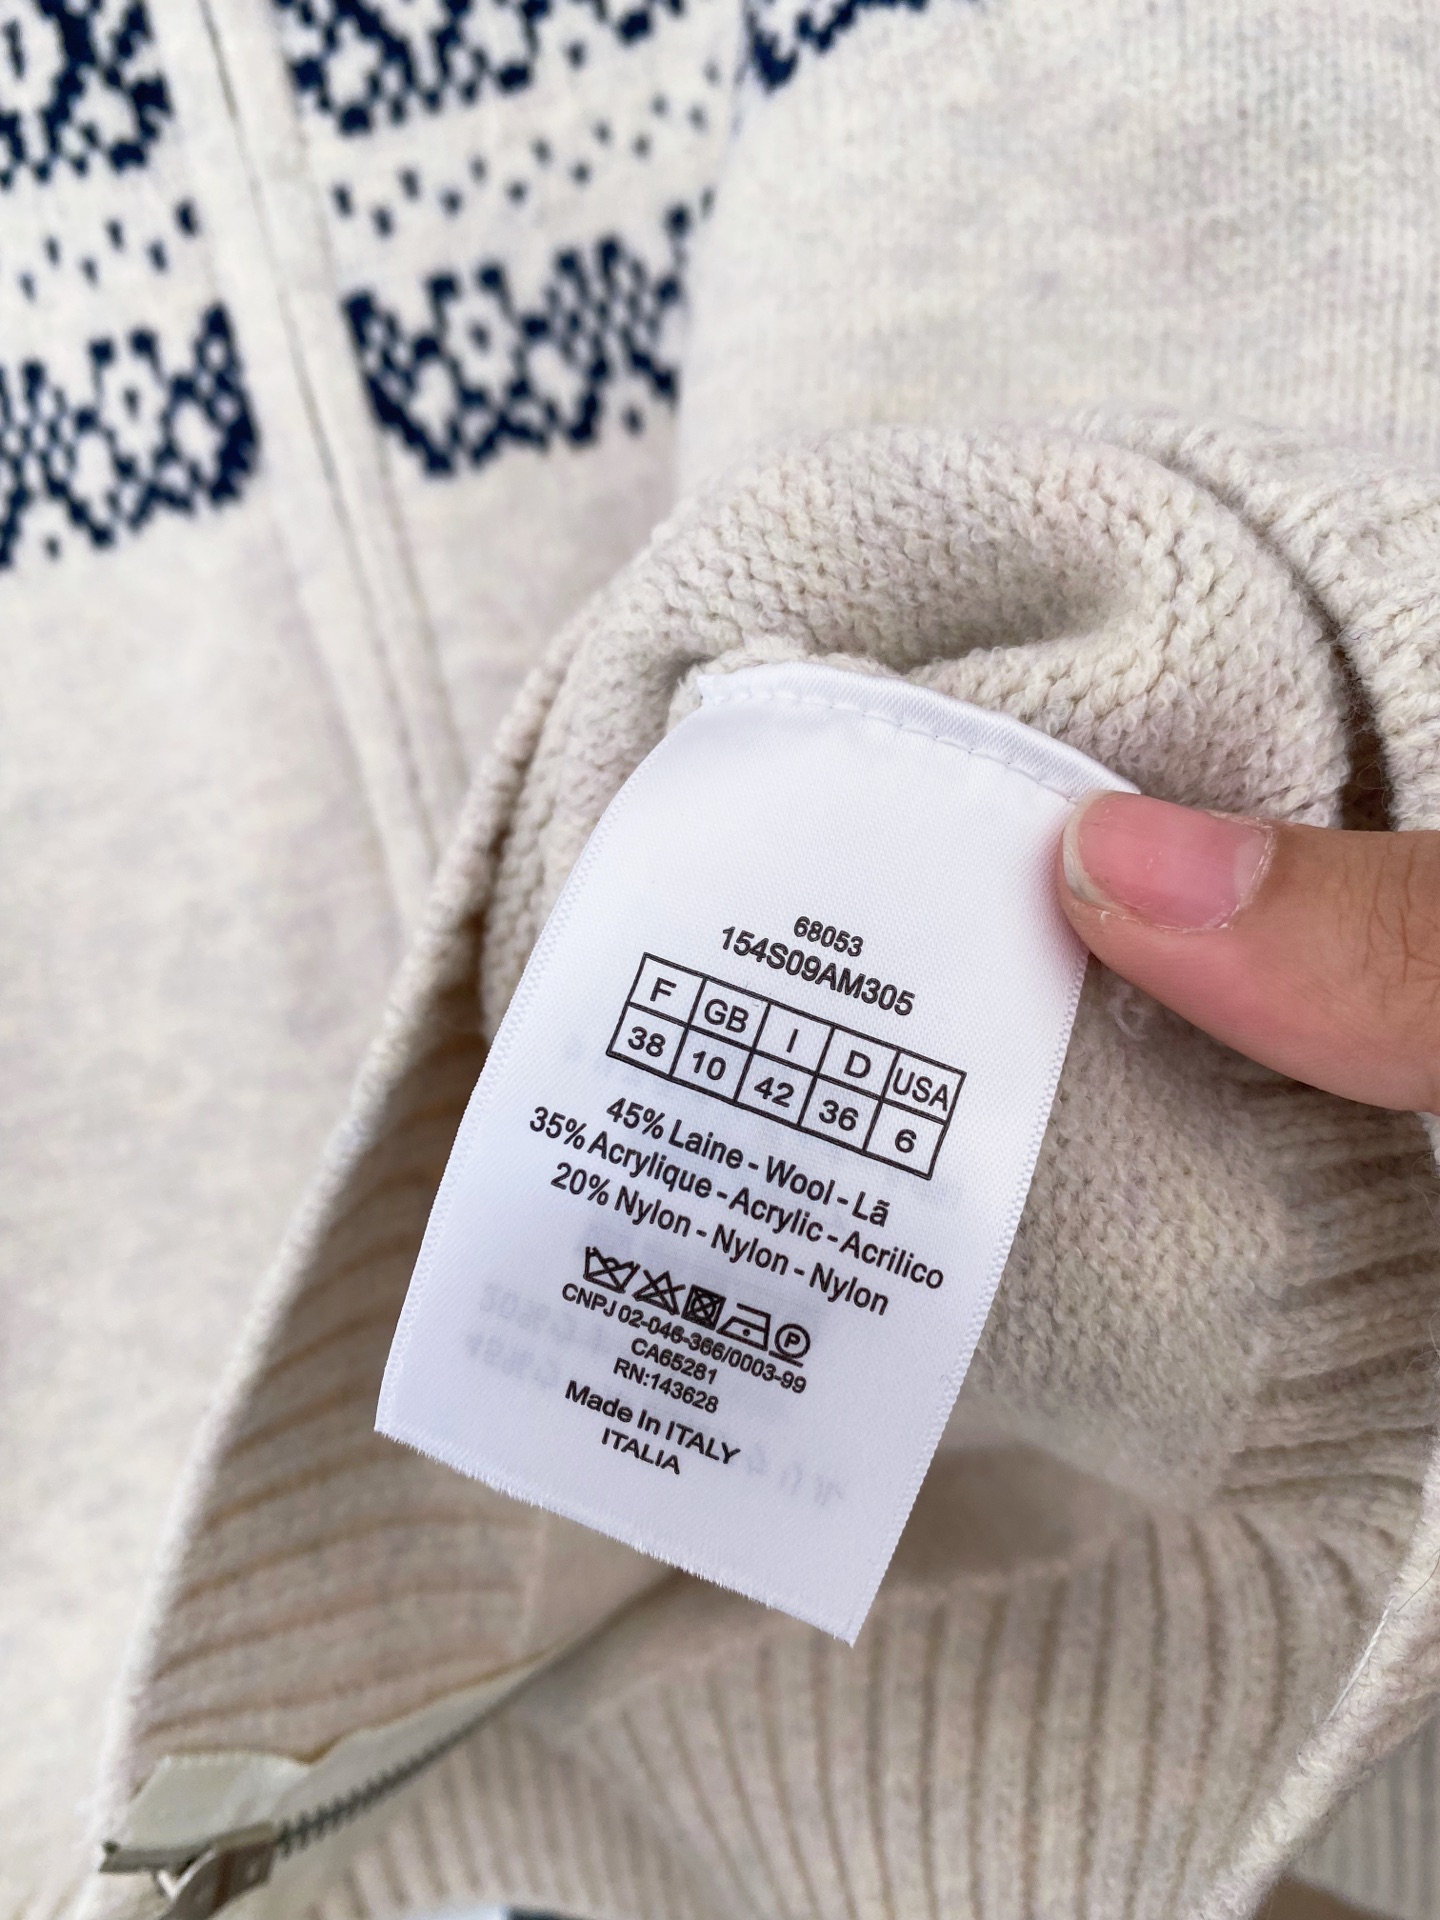 68053
154S09AM305
F GB I D USA
38 10 42 36 6
45% Laine - Wool - Lã
35% Acrylique - Acrylic - Acrilico
20% Nylon - Nylon - Nylon
P
CNPJ 02-046-366/0003-99
CA65281
RN:143628
Made In ITALY
ITALIA